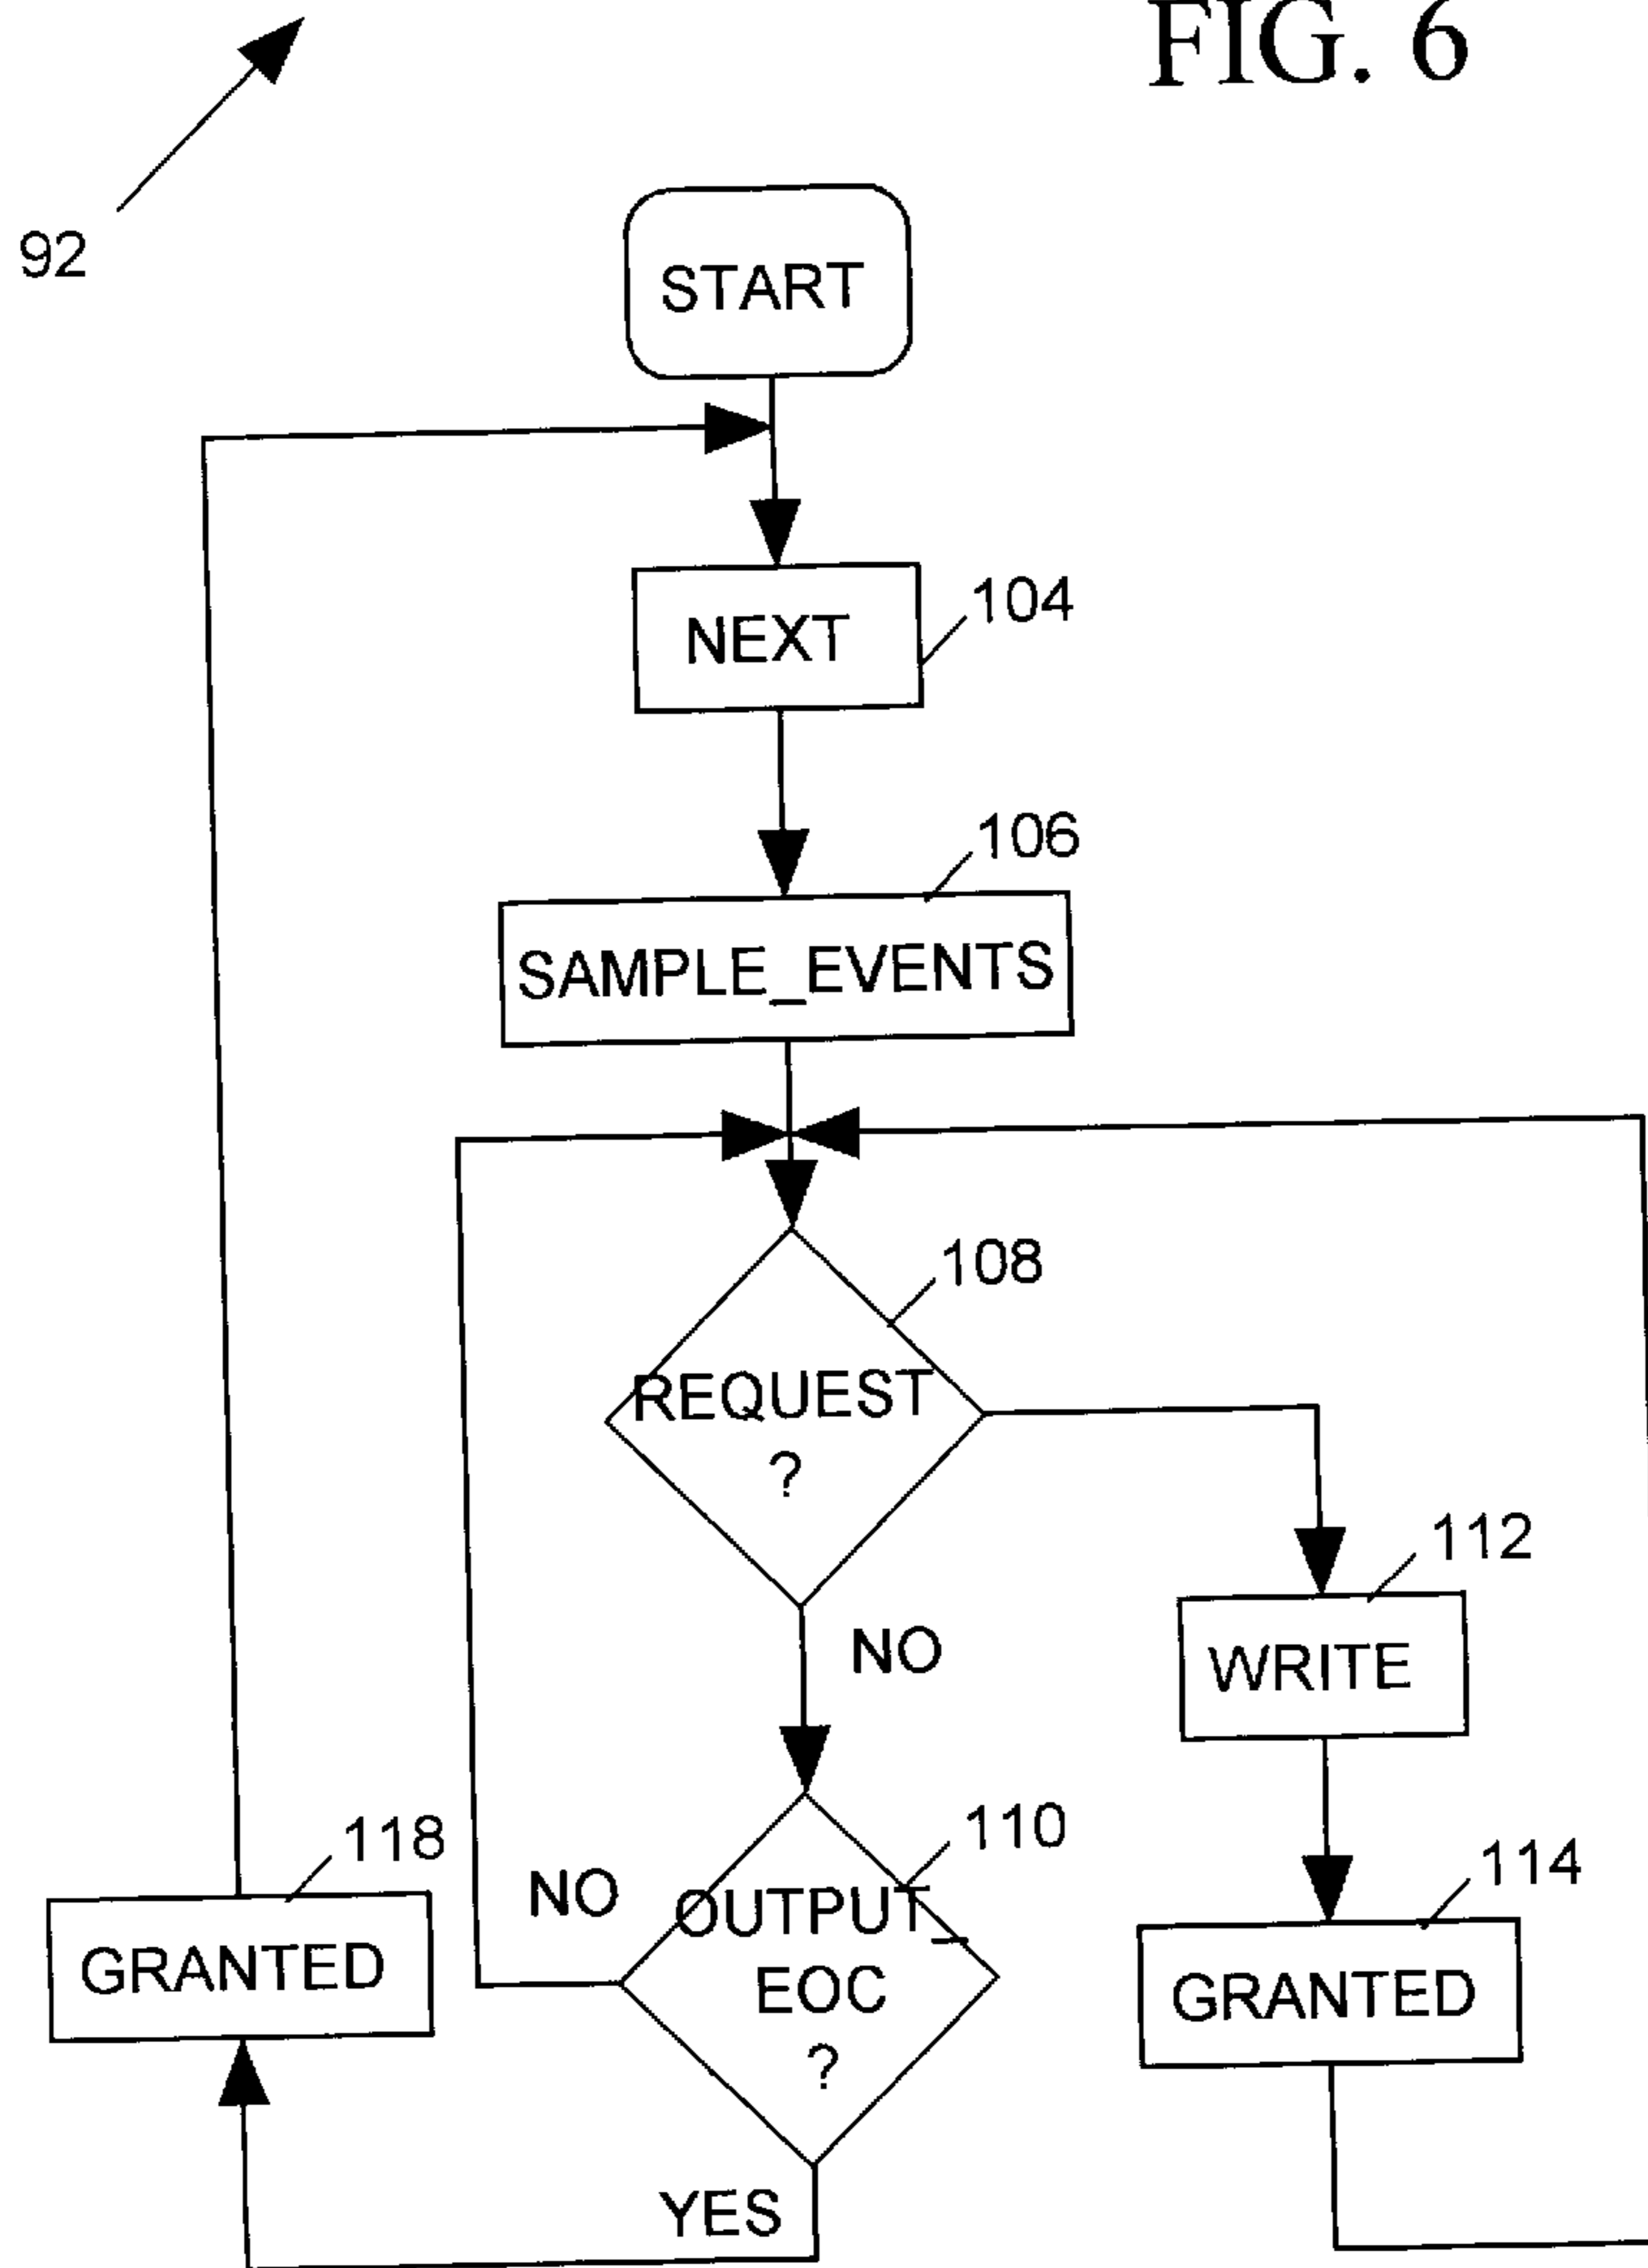 FIG. 6
92
START
NEXT
104
106
SAMPLE_EVENTS
108
REQUEST
?
NO
112
WRITE
110
NO
OUTPUT_
EOC
?
118
GRANTED
114
GRANTED
YES